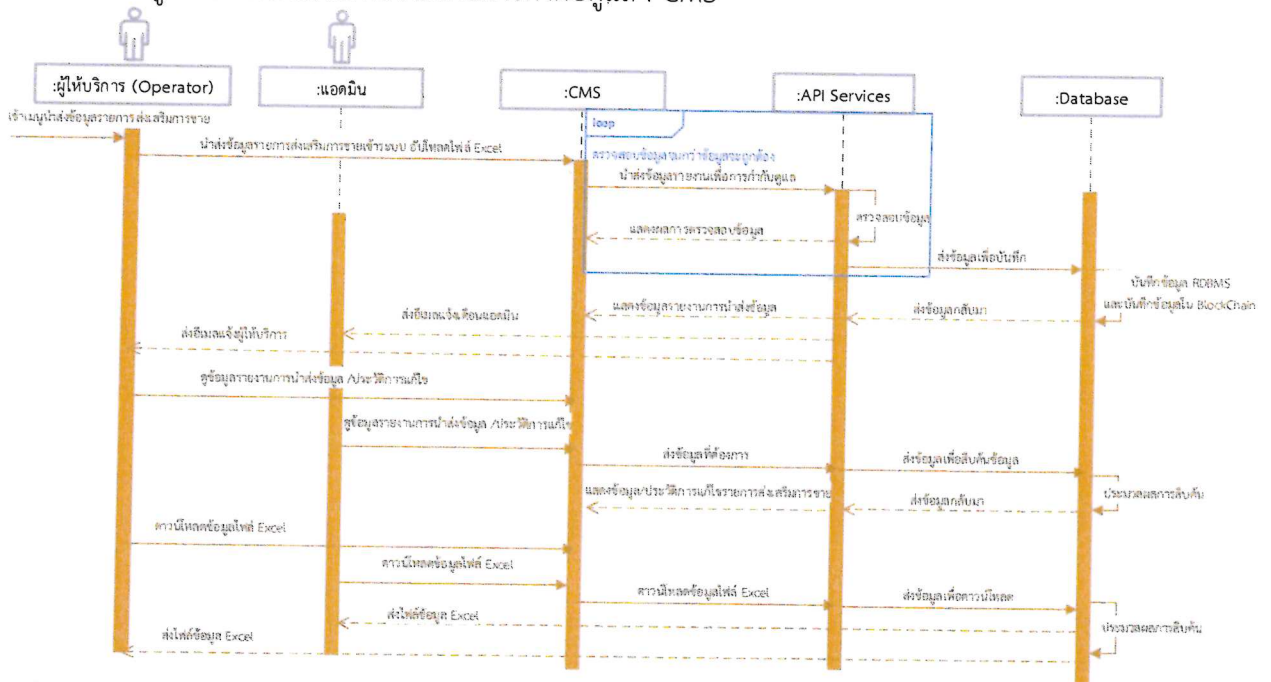 CMS
:ผู้ให้บริการ (Operator)
:แอดมิน
:CMS
:API Services
:Database
เข้าเมนูนำส่งข้อมูลรายการส่งเสริมการขาย
loop
นำส่งข้อมูลรายการส่งเสริมการขายเข้าระบบ อัปโหลดไฟล์ Excel
ตรวจสอบข้อมูลจนกว่าข้อมูลจะถูกต้อง
นำส่งข้อมูลรายงานเพื่อการกำกับดูแล
ตรวจสอบข้อมูล
แสดงผลการตรวจสอบข้อมูล
ส่งข้อมูลเพื่อบันทึก
บันทึกข้อมูล RDBMS
และบันทึกข้อมูลใน BlockChain
แสดงข้อมูลรายงานการนำส่งข้อมูล
ส่งข้อมูลกลับมา
ส่งอีเมลแจ้งเตือนแอดมิน
ส่งอีเมลแจ้งผู้ให้บริการ
ดูข้อมูลรายงานการนำส่งข้อมูล /ประวัติการแก้ไข
ดูข้อมูลรายงานการนำส่งข้อมูล /ประวัติการแก้ไข
ส่งข้อมูลที่ต้องการ
ส่งข้อมูลเพื่อสืบค้นข้อมูล
แสดงข้อมูล/ประวัติการแก้ไขรายการส่งเสริมการขาย
ส่งข้อมูลกลับมา
ประมวลผลการสืบค้น
ดาวน์โหลดข้อมูลไฟล์ Excel
ดาวน์โหลดข้อมูลไฟล์ Excel
ดาวน์โหลดข้อมูลไฟล์ Excel
ส่งข้อมูลเพื่อดาวน์โหลด
ส่งไฟล์ข้อมูล Excel
ประมวลผลการสืบค้น
ส่งไฟล์ข้อมูล Excel